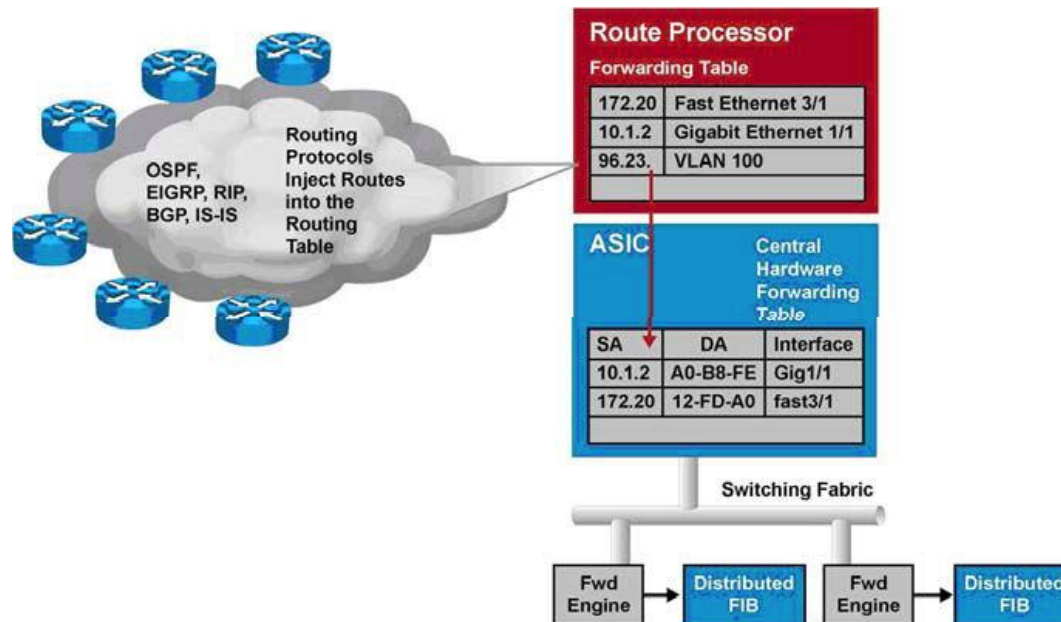 OSPF,
EIGRP, RIP,
BGP, IS-IS
Routing
Protocols
Inject Routes
into the
Routing
Table
Route Processor
Forwarding Table
172.20 Fast Ethernet 3/1
10.1.2 Gigabit Ethernet 1/1
96.23. VLAN 100
ASIC
Central
Hardware
Forwarding
Table
SA DA Interface
10.1.2 A0-B8-FE Gig1/1
172.20 12-FD-A0 fast3/1
Switching Fabric
Fwd
Engine
Distributed
FIB
Fwd
Engine
Distributed
FIB